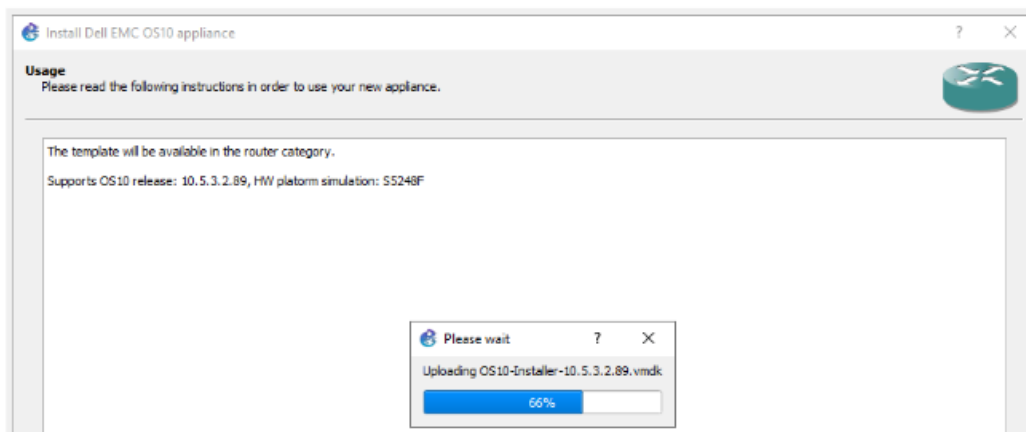 Install Dell EMC OS10 appliance
?
Usage
Please read the following instructions in order to use your new appliance.
The template will be available in the router category.
Supports OS10 release: 10.5.3.2.89, HW platorm simulation: S5248F
Please wait
?
Uploading OS10-Installer-10.5.3.2.89.vmdk
66%